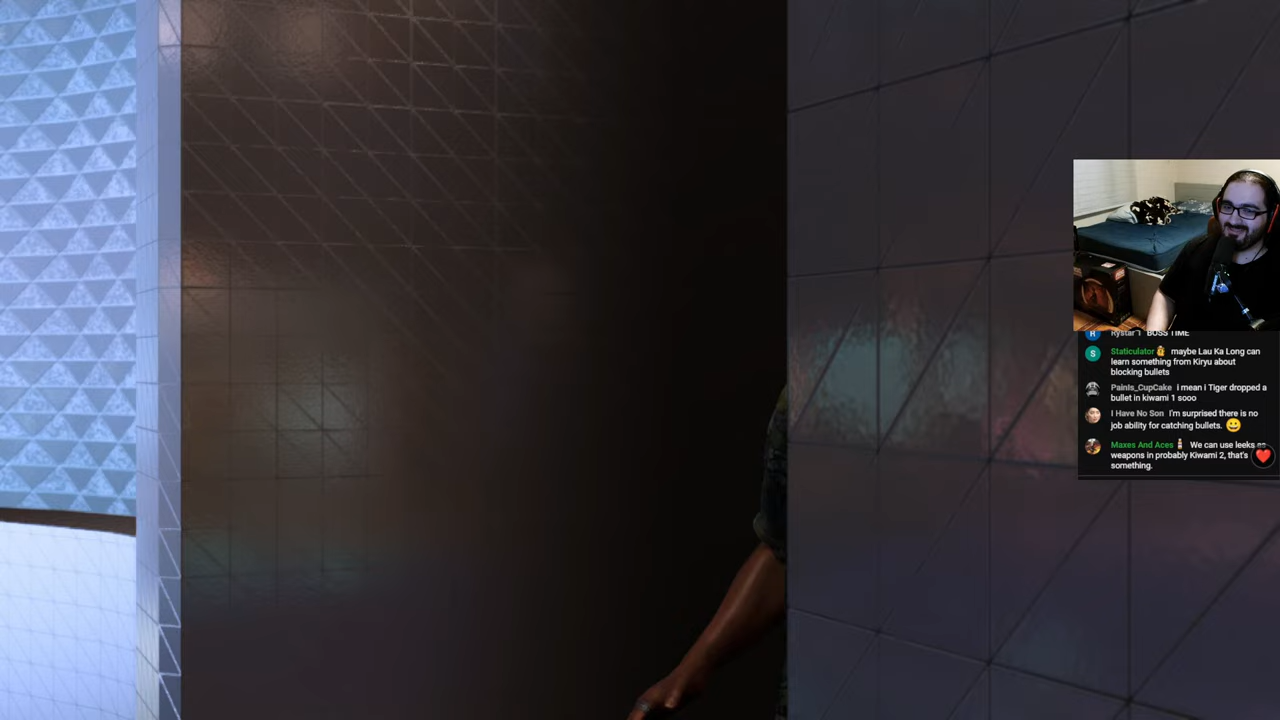 BOSS TIME
Staticulator maybe Lau Ka Long can
learn something from Kiryu about
blocking bullets
PainIs_CupCake i mean i Tiger dropped a
bullet in kiwami 1 sooo
I Have No Son I'm surprised there is no
job ability for catching bullets.
Maxes And Aces We can use leeks as
weapons in probably Kiwami 2, that's
something.